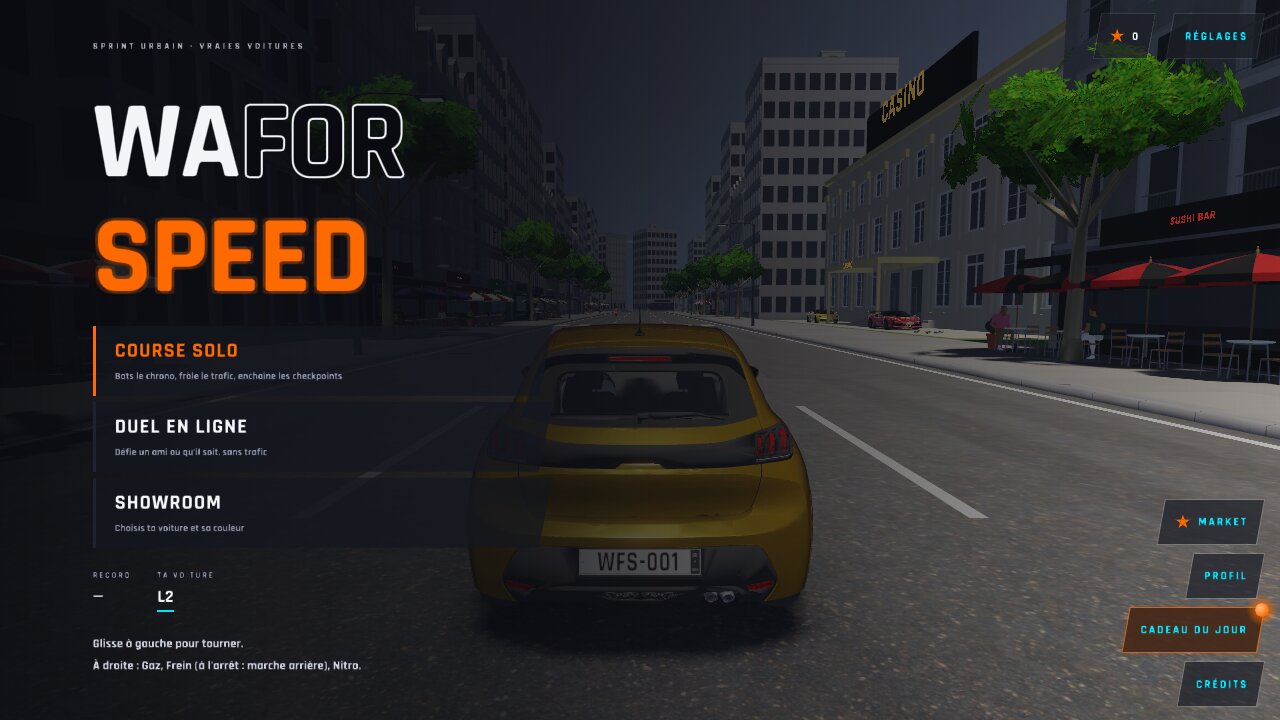 SPRINT URBAIN · VRAIES VOITURES
★ 0
RÉGLAGES
WAFOR
SPEED
CASINO
SUSHI BAR
COURSE SOLO
Bats le chrono, frôle le trafic, enchaîne les checkpoints
DUEL EN LIGNE
Défie un ami ou qu'il soit, sans trafic
SHOWROOM
Choisis ta voiture et sa couleur
WFS-001
RECORD
—
TA VOITURE
L2
Glisse à gauche pour tourner.
À droite : Gaz, Frein (à l'arrêt : marche arrière), Nitro.
★ MARKET
PROFIL
CADEAU DU JOUR
CRÉDITS